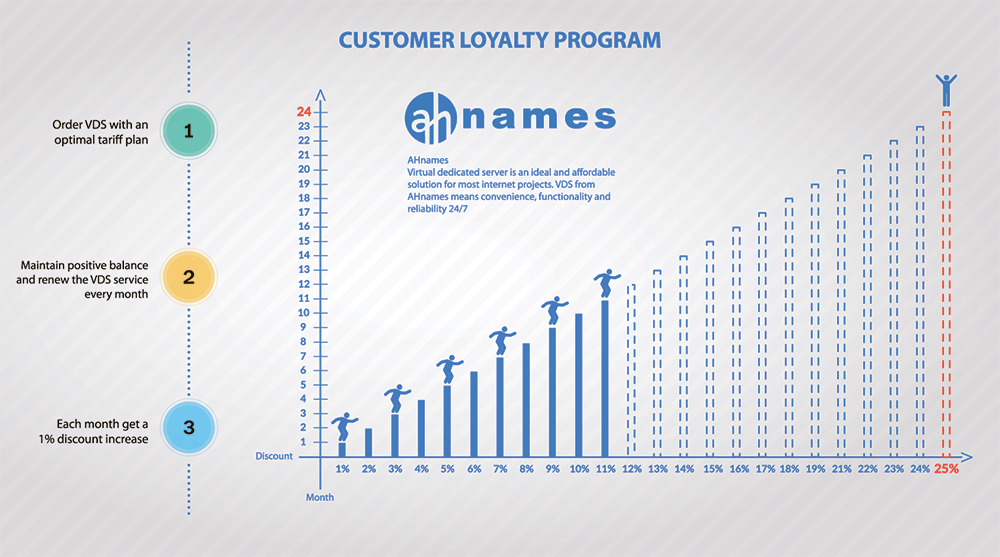 CUSTOMER LOYALTY PROGRAM
1
Order VDS with an
optimal tariff plan
2
Maintain positive balance
and renew the VDS service
every month
3
Each month get a
1% discount increase
ahnames
AHnames
Virtual dedicated server is an ideal and affordable
solution for most internet projects. VDS from
AHnames means convenience, functionality and
reliability 24/7
24
23
22
21
20
19
18
17
16
15
14
13
12
11
10
9
8
7
6
5
4
3
2
1
Discount
1% 2% 3% 4% 5% 6% 7% 8% 9% 10% 11% 12% 13% 14% 15% 16% 17% 18% 19% 21% 22% 23% 24% 25%
Month